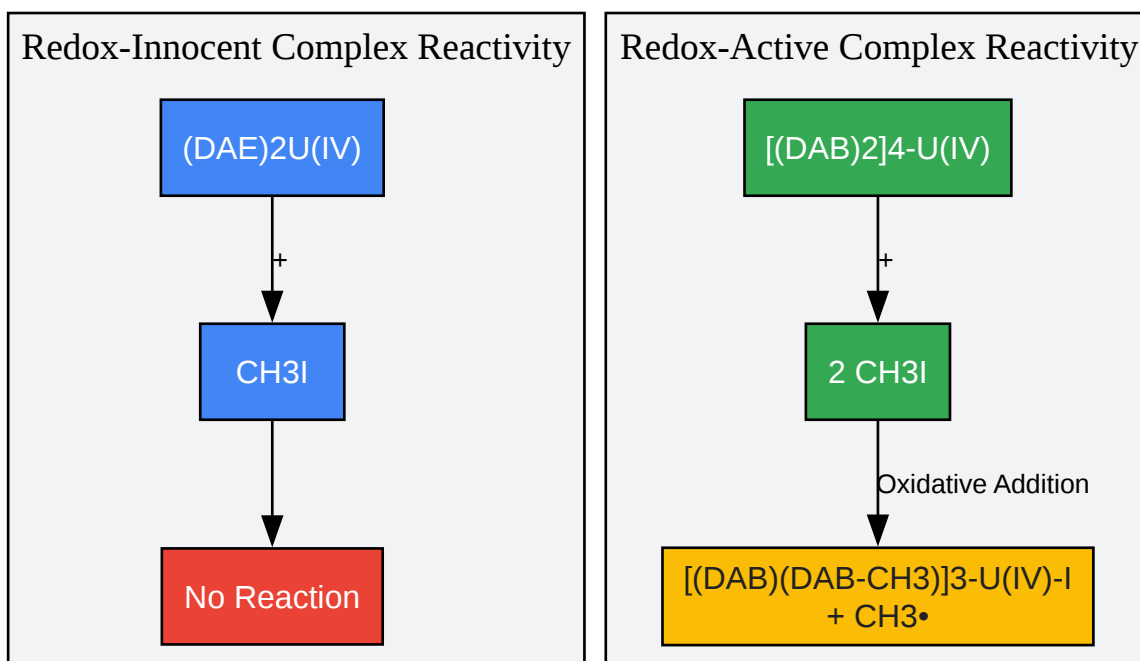 Redox-Innocent Complex Reactivity
(DAE)2U(IV)
+
CH3I
No Reaction
Redox-Active Complex Reactivity
[(DAB)2]4-U(IV)
+
2 CH3I
Oxidative Addition
[(DAB)(DAB-CH3)]3-U(IV)-I
+ CH3•